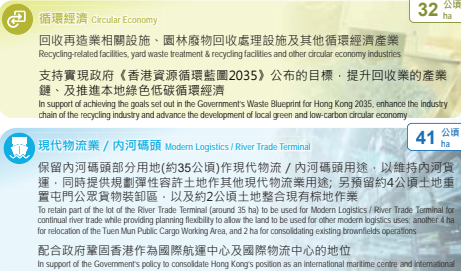 循環經濟 Circular Economy
32 公頃 ha
回收再造業相關設施、園林廢物回收處理設施及其他循環經濟產業
Recycling-related facilities, yard waste treatment & recycling facilities and other circular economy industries
支持實現政府《香港資源循環藍圖2035》公布的目標，提升回收業的產業
鏈、及推進本地綠色低碳循環經濟
In support of achieving the goals set out in the Government's Waste Blueprint for Hong Kong 2035, enhance the industry
chain of the recycling industry and advance the development of local green and low-carbon circular economy
現代物流業 / 內河碼頭 Modern Logistics / River Trade Terminal
41 公頃 ha
保留內河碼頭部分用地(約35公頃)作現代物流 / 內河碼頭用途，以維持內河貨
運，同時提供規劃彈性容許土地作其他現代物流業用途; 另預留約4公頃土地重
置屯門公眾貨物裝卸區，以及約2公頃土地整合現有棕地作業
To retain part of the lot of the River Trade Terminal (around 35 ha) to be used for Modern Logistics / River Trade Terminal for
continual river trade while providing planning flexibility to allow the land to be used for other modern logistics uses; another 4 ha
for relocation of the Tuen Mun Public Cargo Working Area, and 2 ha for consolidating existing brownfields operations
配合政府鞏固香港作為國際航運中心及國際物流中心的地位
In support of the Government's policy to consolidate Hong Kong's position as an international maritime centre and international